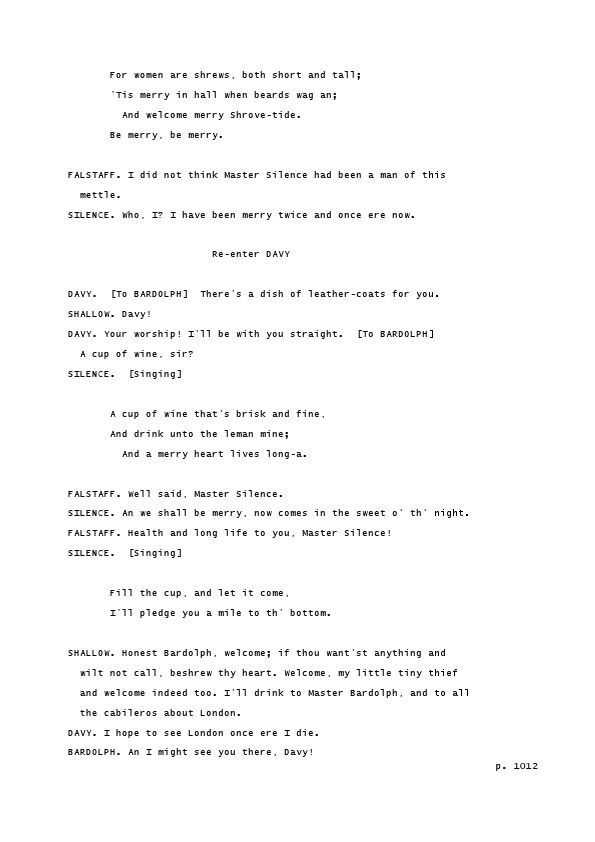 For women are shrews, both short and tall;
'Tis merry in hall when beards wag an;
And welcome merry Shrove-tide.
Be merry, be merry.
FALSTAFF. I did not think Master Silence had been a man of this
mettle.
SILENCE. Who, I? I have been merry twice and once ere now.
Re-enter DAVY
DAVY. [To BARDOLPH] There's a dish of leather-coats for you.
SHALLOW. Davy!
DAVY. Your worship! I'll be with you straight. [To BARDOLPH]
A cup of wine, sir?
SILENCE. [Singing]
A cup of wine that's brisk and fine,
And drink unto the leman mine;
And a merry heart lives long-a.
FALSTAFF. Well said, Master Silence.
SILENCE. An we shall be merry, now comes in the sweet o' th' night.
FALSTAFF. Health and long life to you, Master Silence!
SILENCE. [Singing]
Fill the cup, and let it come,
I'll pledge you a mile to th' bottom.
SHALLOW. Honest Bardolph, welcome; if thou want'st anything and
wilt not call, beshrew thy heart. Welcome, my little tiny thief
and welcome indeed too. I'll drink to Master Bardolph, and to all
the cabileros about London.
DAVY. I hope to see London once ere I die.
BARDOLPH. An I might see you there, Davy!
p. 1012